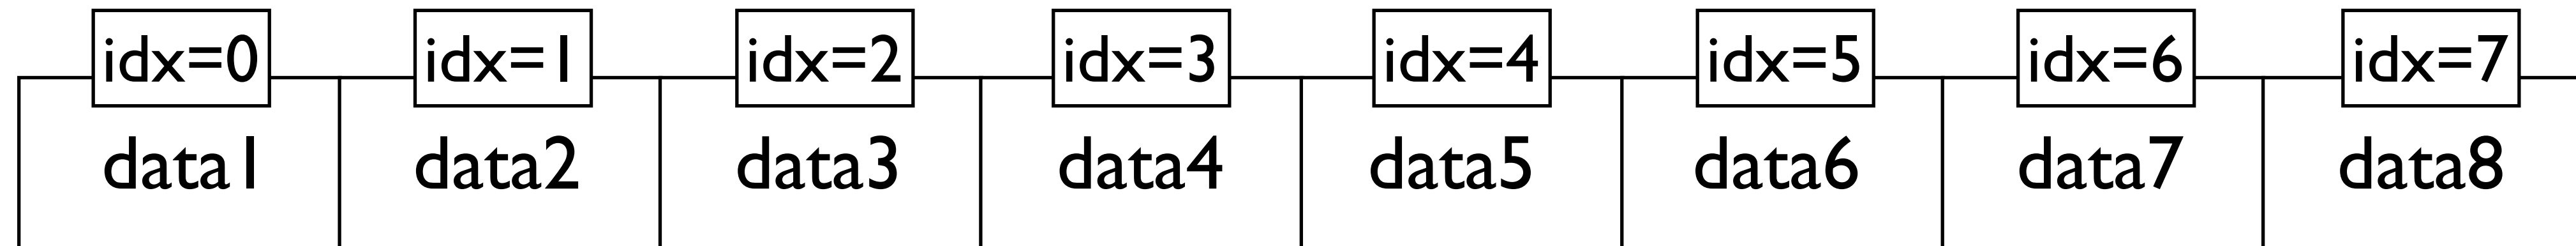 idx=0 idx=1 idx=2 idx=3 idx=4 idx=5 idx=6 idx=7
data1 data2 data3 data4 data5 data6 data7 data8